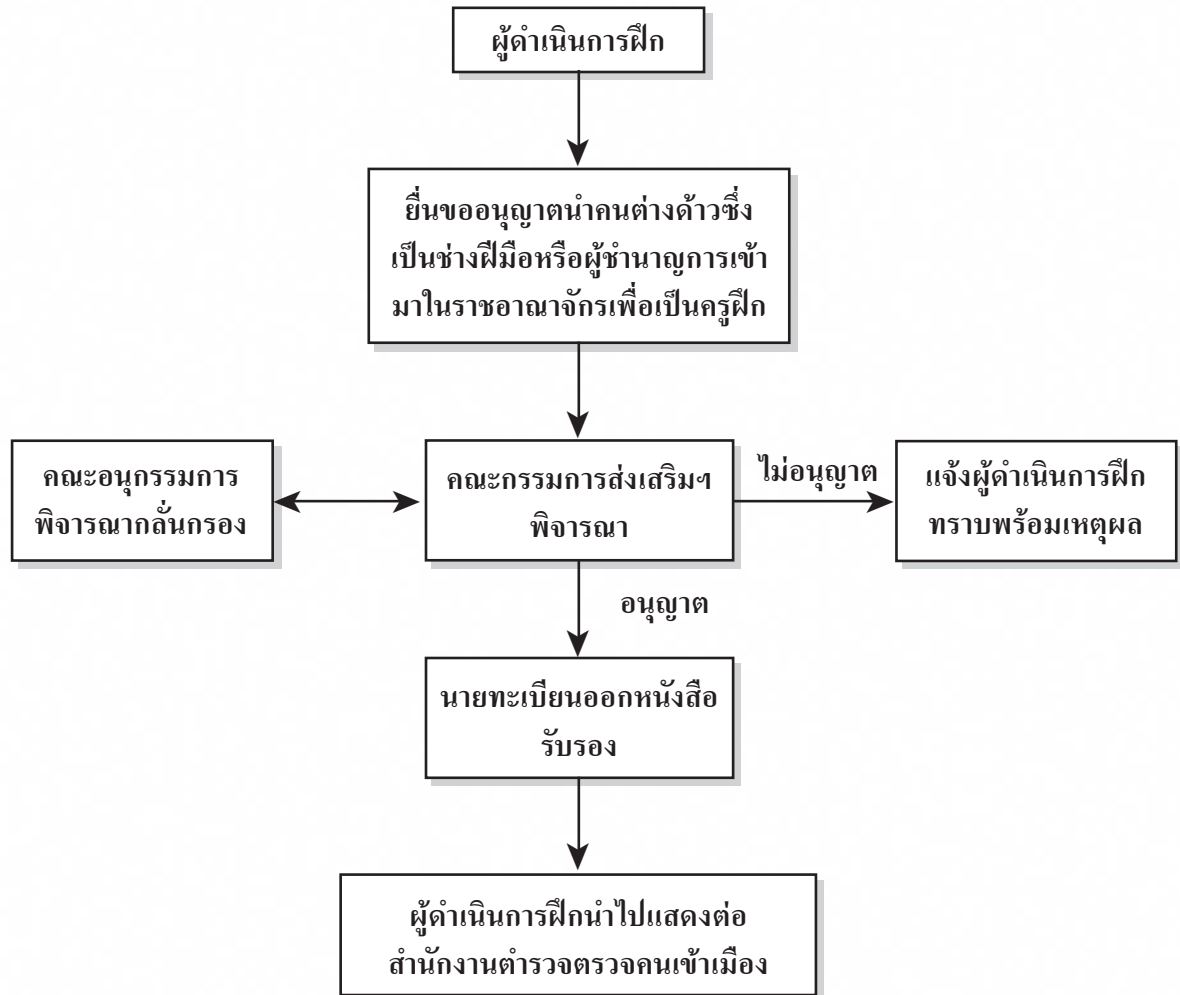 ผู้ดำเนินการฝึก
ยื่นขออนุญาตนำคนต่างด้าวซึ่ง
เป็นช่างฝีมือหรือผู้ชำนาญการเข้า
มาในราชอาณาจักรเพื่อเป็นครูฝึก
คณะอนุกรรมการ
พิจารณากลั่นกรอง
คณะกรรมการส่งเสริมฯ
พิจารณา
ไม่อนุญาต
แจ้งผู้ดำเนินการฝึก
ทราบพร้อมเหตุผล
อนุญาต
นายทะเบียนออกหนังสือ
รับรอง
ผู้ดำเนินการฝึกนำไปแสดงต่อ
สำนักงานตำรวจตรวจคนเข้าเมือง